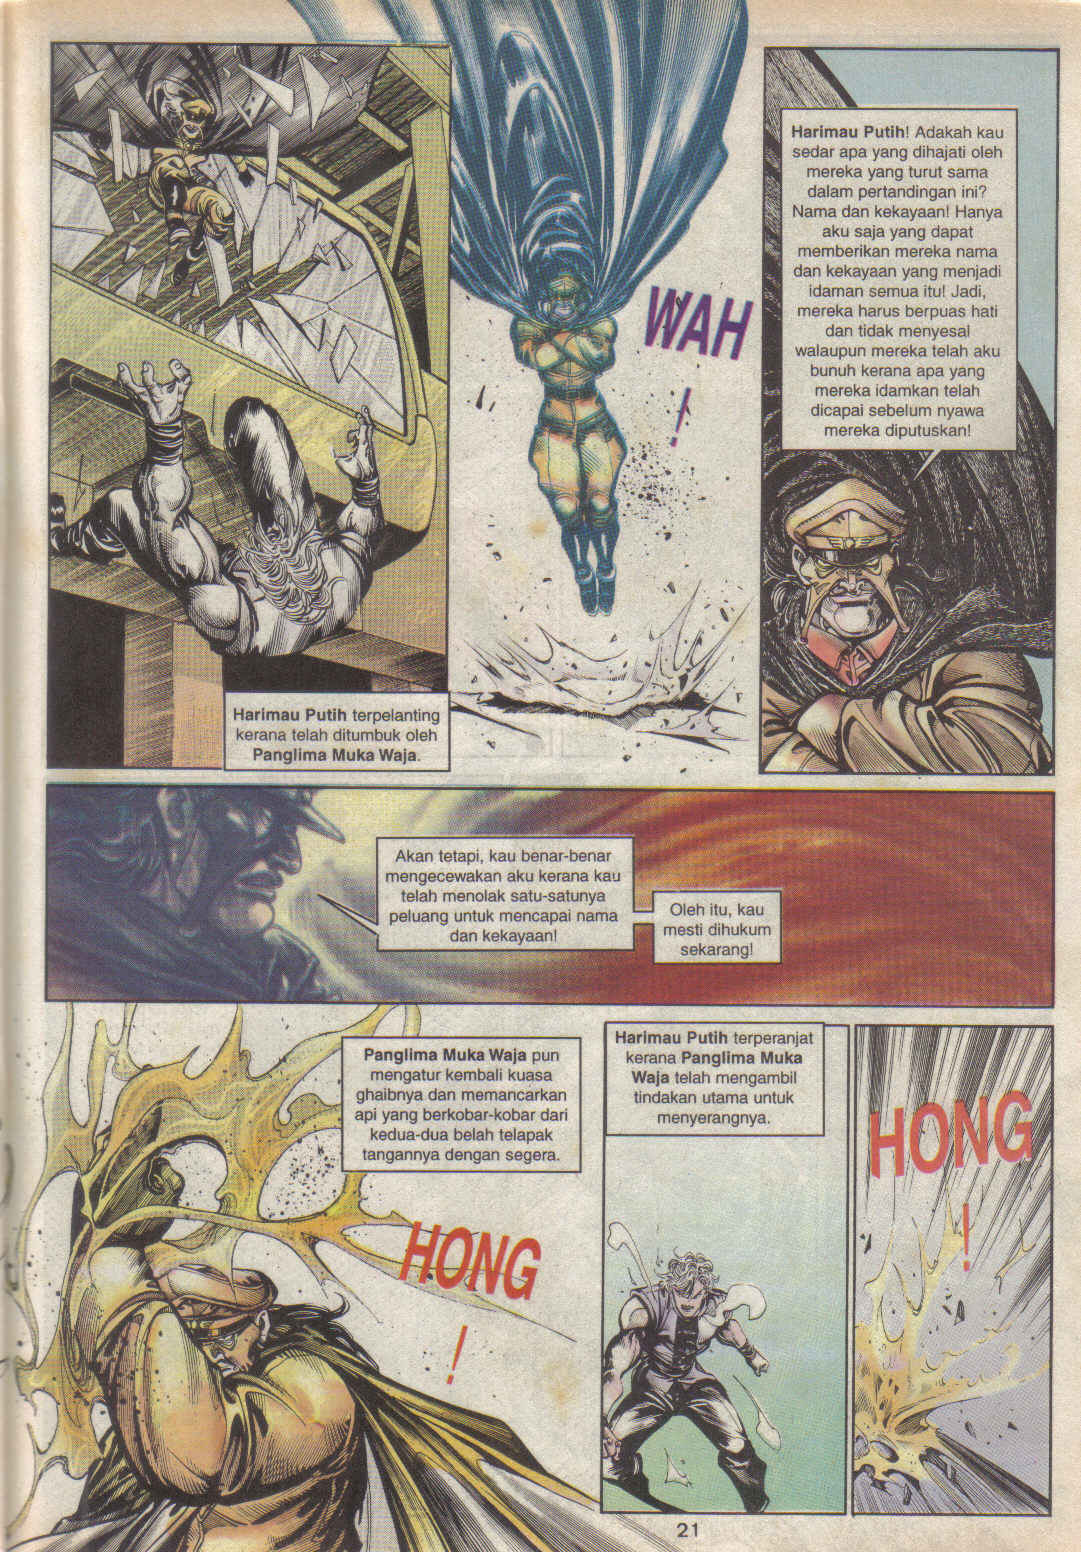 Harimau Putih terpelanting
kerana telah ditumbuk oleh
Panglima Muka Waja.
WAH
!
Harimau Putih! Adakah kau
sedar apa yang dihajati oleh
mereka yang turut sama
dalam pertandingan ini?
Nama dan kekayaan! Hanya
aku saja yang dapat
memberikan mereka nama
dan kekayaan yang menjadi
idaman semua itu! Jadi,
mereka harus berpuas hati
dan tidak menyesal
walaupun mereka telah aku
bunuh kerana apa yang
mereka idamkan telah
dicapai sebelum nyawa
mereka diputuskan!
Akan tetapi, kau benar-benar
mengecewakan aku kerana kau
telah menolak satu-satunya
peluang untuk mencapai nama
dan kekayaan!
Oleh itu, kau
mesti dihukum
sekarang!
Panglima Muka Waja pun
mengatur kembali kuasa
ghaibnya dan memancarkan
api yang berkobar-kobar dari
kedua-dua belah telapak
tangannya dengan segera.
HONG
!
Harimau Putih terperanjat
kerana Panglima Muka
Waja telah mengambil
tindakan utama untuk
menyerangnya.
HONG
!
21